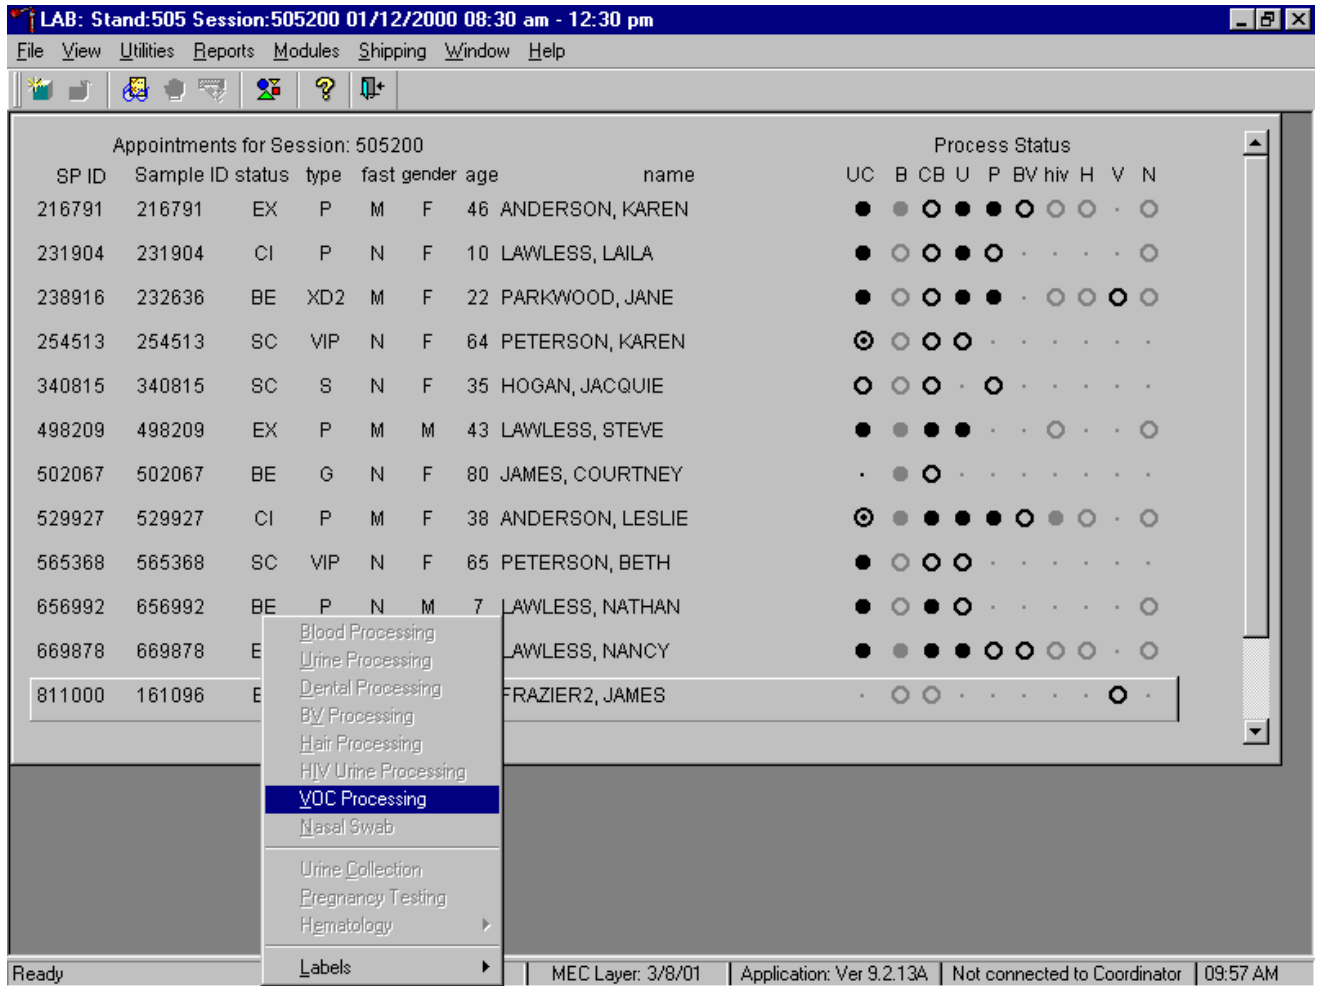 LAB: Stand:505 Session:505200 01/12/2000 08:30 am - 12:30 pm
File View Utilities Reports Modules Shipping Window Help
Appointments for Session: 505200 Process Status
SP ID Sample ID status type fast gender age name UC B CB U P BV hiv H V N
216791 216791 EX P M F 46 ANDERSON, KAREN
231904 231904 CI P N F 10 LAWLESS, LAILA
238916 232636 BE XD2 M F 22 PARKWOOD, JANE
254513 254513 SC VIP N F 64 PETERSON, KAREN
340815 340815 SC S N F 35 HOGAN, JACQUIE
498209 498209 EX P M M 43 LAWLESS, STEVE
502067 502067 BE G N F 80 JAMES, COURTNEY
529927 529927 CI P M F 38 ANDERSON, LESLIE
565368 565368 SC VIP N F 65 PETERSON, BETH
656992 656992 BE P N M 7 LAWLESS, NATHAN
669878 669878 E LAWLESS, NANCY
811000 161096 E FRAZIER2, JAMES
Blood Processing
Urine Processing
Dental Processing
BV Processing
Hair Processing
HIV Urine Processing
VOC Processing
Nasal Swab
Urine Collection
Pregnancy Testing
Hematology
Labels
Ready MEC Layer: 3/8/01 Application: Ver 9.2.13A Not connected to Coordinator 09:57 AM